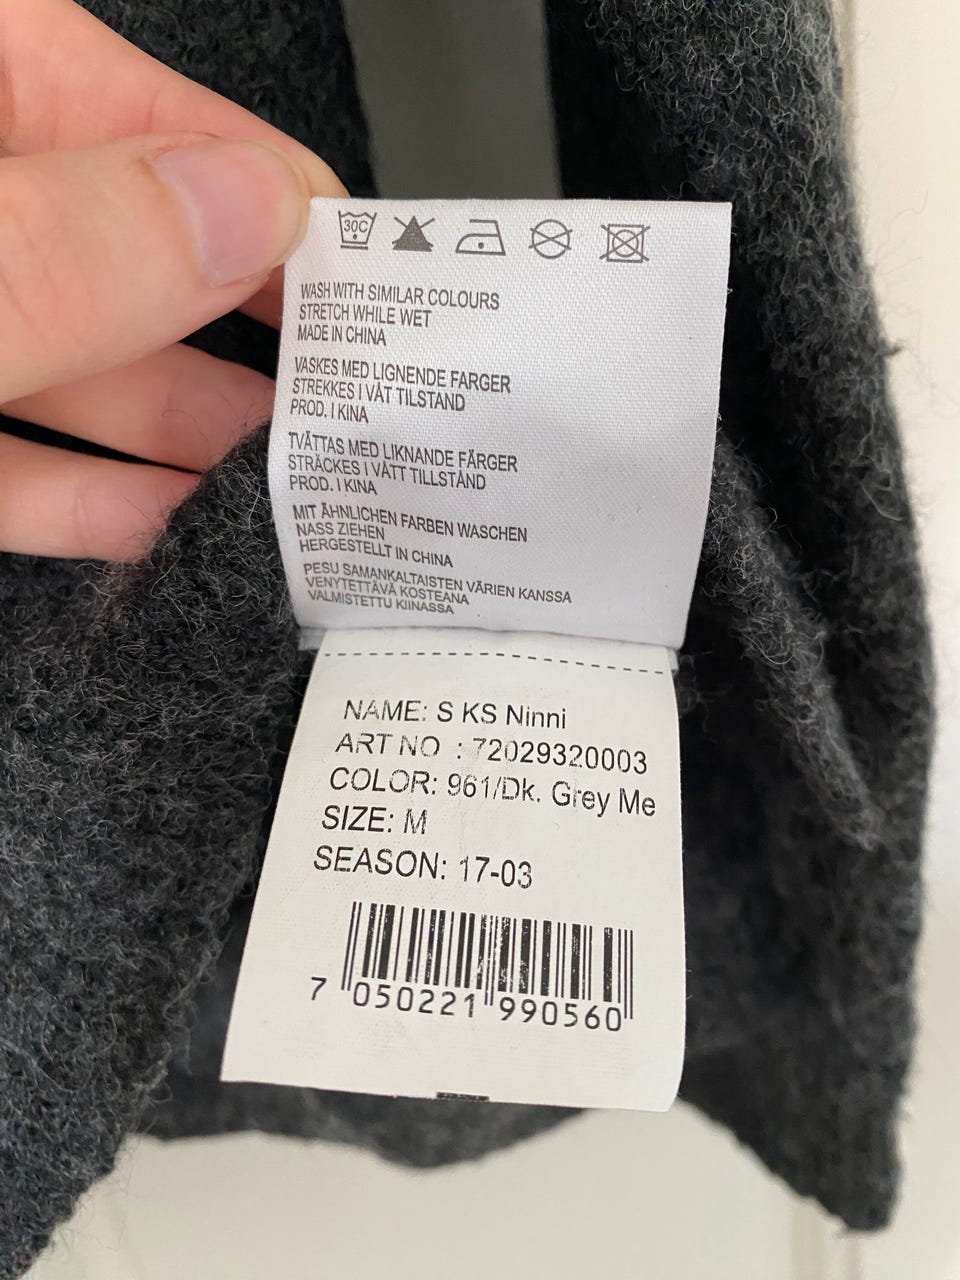 30C
WASH WITH SIMILAR COLOURS
STRETCH WHILE WET
MADE IN CHINA
VASKES MED LIGNENDE FARGER
STREKKES I VÅT TILSTAND
PROD. I KINA
TVÄTTAS MED LIKNANDE FÄRGER
STRÄCKES I VÅTT TILLSTÅND
PROD. I KINA
MIT ÄHNLICHEN FARBEN WASCHEN
NASS ZIEHEN
HERGESTELLT IN CHINA
PESU SAMANKALTAISTEN VÄRIEN KANSSA
VENYTETTÄVÄ KOSTEANA
VALMISTETTU KIINASSA
NAME: S KS Ninni
ART NO : 72029320003
COLOR: 961/Dk. Grey Me
SIZE: M
SEASON: 17-03
7 050221 990560